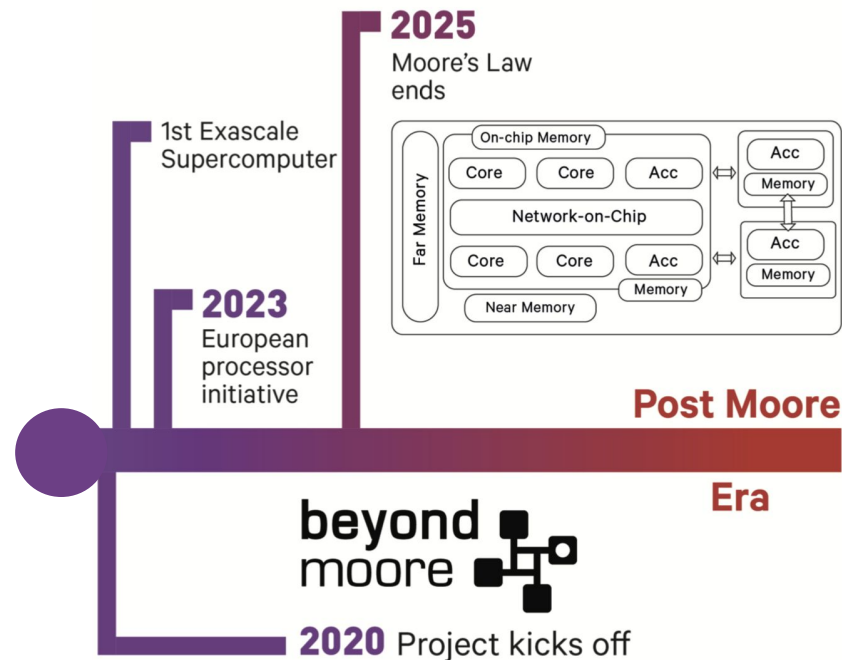 2025
Moore’s Law
ends
1st Exascale
Supercomputer
On-chip Memory
Far Memory
Core
Core
Acc
Network-on-Chip
Core
Core
Acc
Memory
Near Memory
Acc
Memory
Acc
Memory
2023
European
processor
initiative
Post Moore
Era
beyond
moore
2020 Project kicks off